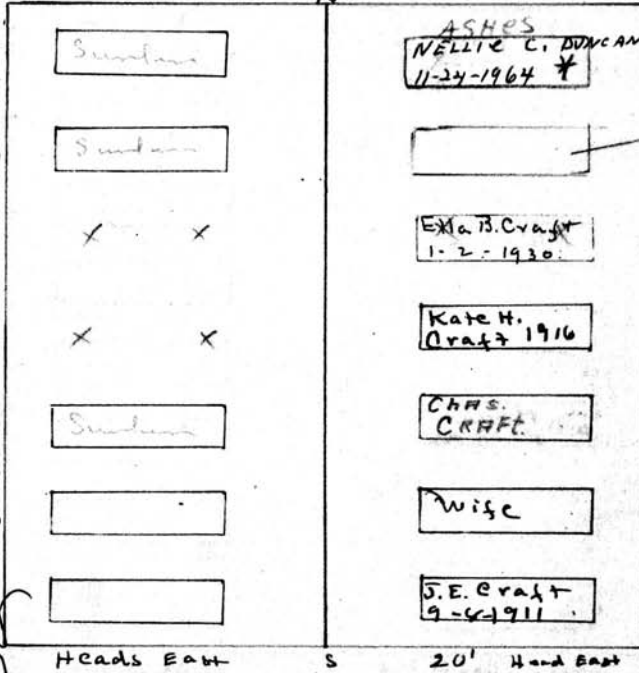 ASHES
NELLIE C. DUNCAN
11-24-1964 *
x x
Etta B. Craft
1-2-1930
x x
Kate H.
Craft 1916
CHAS.
CRAFT.
Wife
J.E. Craft
9-6-1911
Heads East S 20' Head East